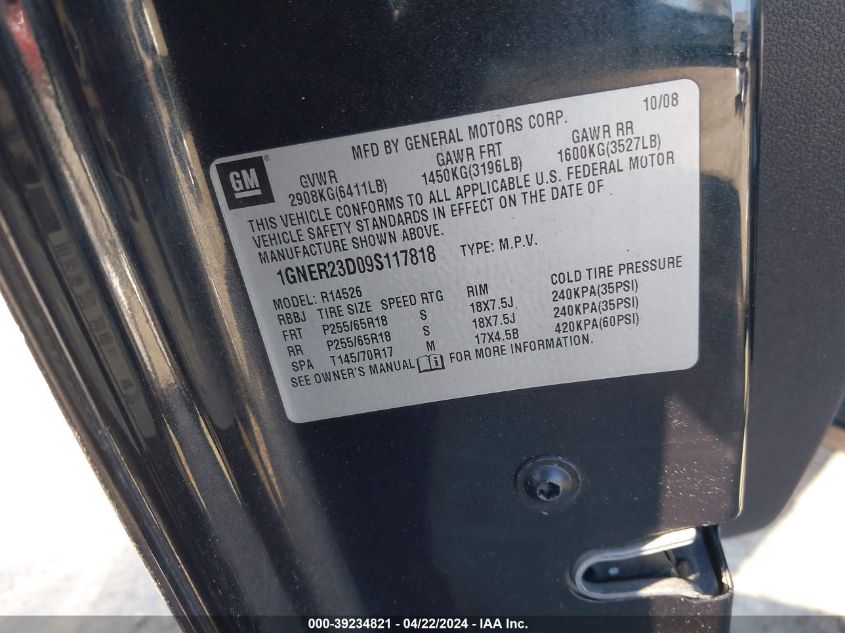 10/08
MFD BY GENERAL MOTORS CORP.
GM
GVWR GAWR FRT GAWR RR
2908KG(6411LB) 1450KG(3196LB) 1600KG(3527LB)
THIS VEHICLE CONFORMS TO ALL APPLICABLE U.S. FEDERAL MOTOR
VEHICLE SAFETY STANDARDS IN EFFECT ON THE DATE OF
MANUFACTURE SHOWN ABOVE.
1GNER23D09S117818 TYPE: M.P.V.
MODEL: R14526
RBBJ TIRE SIZE SPEED RTG RIM COLD TIRE PRESSURE
FRT P255/65R18 S 18X7.5J 240KPA(35PSI)
RR P255/65R18 S 18X7.5J 240KPA(35PSI)
SPA T145/70R17 M 17X4.5B 420KPA(60PSI)
SEE OWNER'S MANUAL FOR MORE INFORMATION.
000-39234821 - 04/22/2024 - IAA Inc.